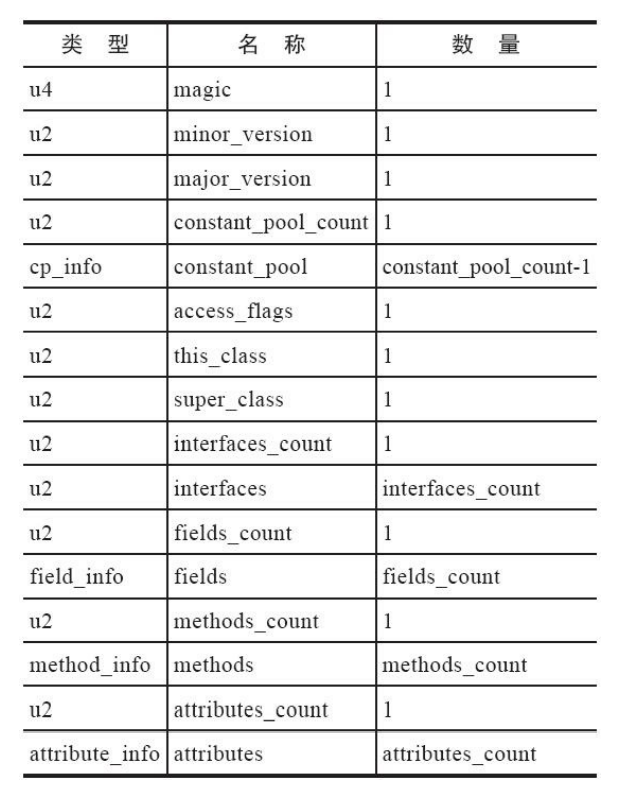 类 型 名 称 数 量
u4 magic 1
u2 minor_version 1
u2 major_version 1
u2 constant_pool_count 1
cp_info constant_pool constant_pool_count-1
u2 access_flags 1
u2 this_class 1
u2 super_class 1
u2 interfaces_count 1
u2 interfaces interfaces_count
u2 fields_count 1
field_info fields fields_count
u2 methods_count 1
method_info methods methods_count
u2 attributes_count 1
attribute_info attributes attributes_count